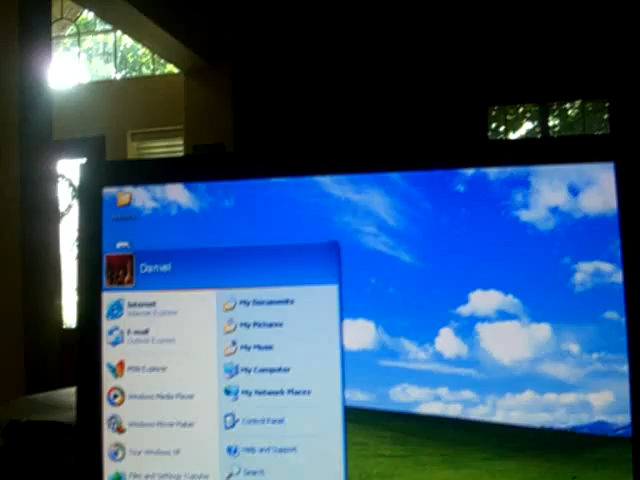 Daniel
Internet
Internet Explorer
E-mail
Outlook Express
MSN Explorer
Windows Media Player
Windows Movie Maker
Tour Windows XP
Files and Settings Transfer
My Documents
My Pictures
My Music
My Computer
My Network Places
Control Panel
Help and Support
Search